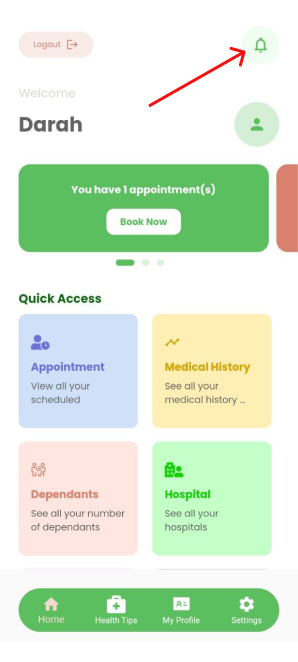 Logout
Welcome
Darah
You have 1 appointment(s)
Book Now
Quick Access
Appointment
View all your
scheduled
Medical History
See all your
medical history ...
Dependants
See all your number
of dependants
Hospital
See all your
hospitals
Home
Health Tips
My Profile
Settings